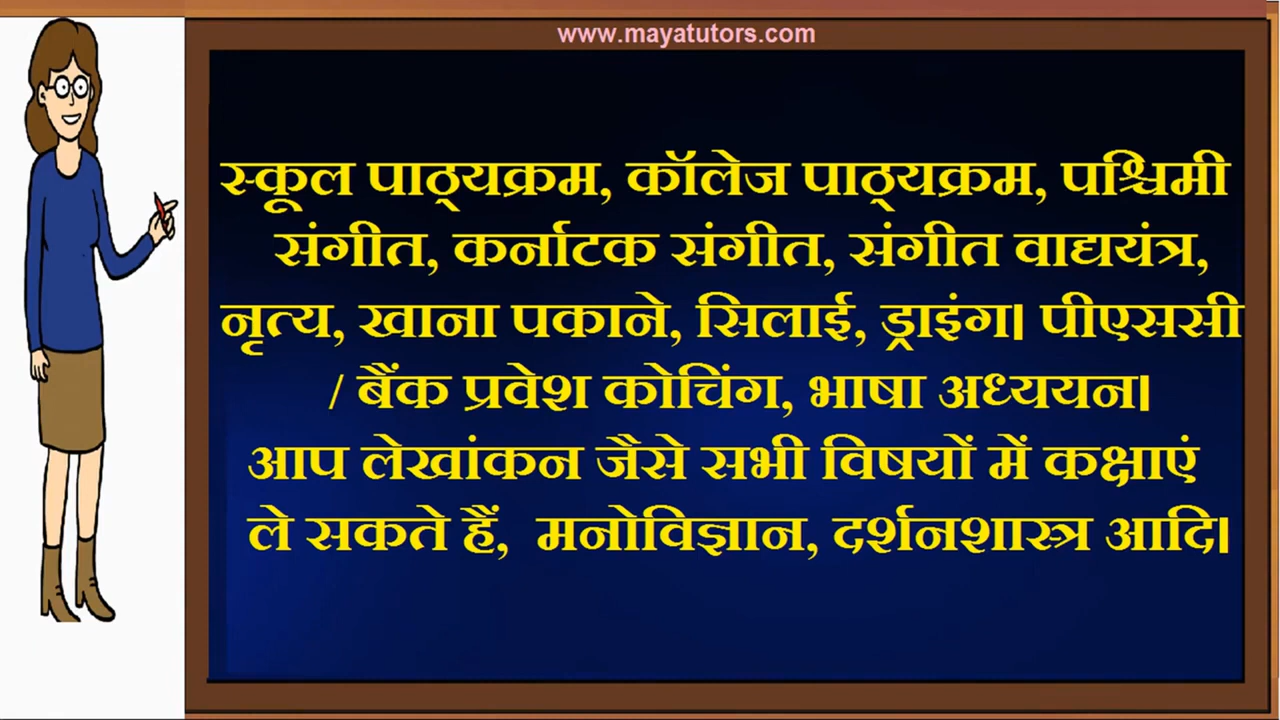 www.mayatutors.com
स्कूल पाठ्यक्रम, कॉलेज पाठ्यक्रम, पश्चिमी
संगीत, कर्नाटक संगीत, संगीत वाद्ययंत्र,
नृत्य, खाना पकाने, सिलाई, ड्राइंग। पीएससी
/ बैंक प्रवेश कोचिंग, भाषा अध्ययन।
आप लेखांकन जैसे सभी विषयों में कक्षाएं
ले सकते हैं, मनोविज्ञान, दर्शनशास्त्र आदि।